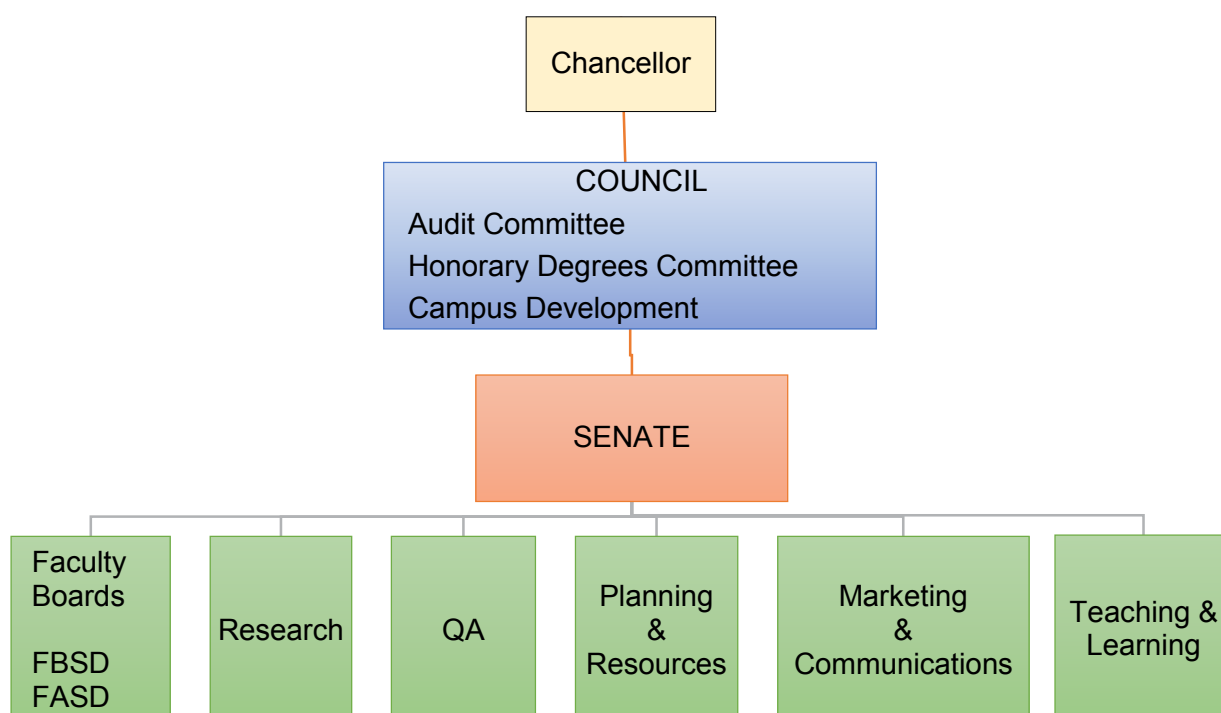 Chancellor
COUNCIL
Audit Committee
Honorary Degrees Committee
Campus Development
SENATE
Faculty
Boards
FBSD
FASD
Research
QA
Planning
&
Resources
Marketing
&
Communications
Teaching &
Learning